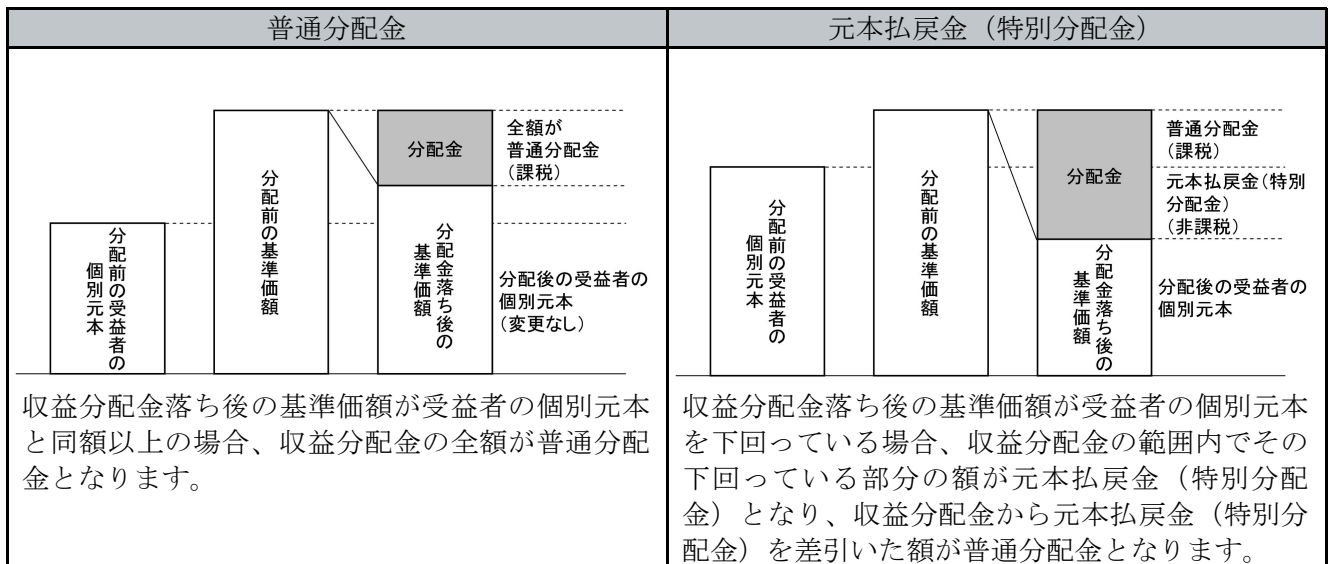 普通分配金
分配前の受益者の
個別元本
分配前の基準価額
分配金
分配金落ち後の
基準価額
全額が
普通分配金
（課税）
分配後の受益者の
個別元本
（変更なし）
収益分配金落ち後の基準価額が受益者の個別元本
と同額以上の場合、収益分配金の全額が普通分配
金となります。
元本払戻金（特別分配金）
分配前の受益者の
個別元本
分配前の基準価額
分配金
分配金落ち後の
基準価額
普通分配金
（課税）
元本払戻金（特別
分配金）
（非課税）
分配後の受益者の
個別元本
収益分配金落ち後の基準価額が受益者の個別元本
を下回っている場合、収益分配金の範囲内でその
下回っている部分の額が元本払戻金（特別分配
金）となり、収益分配金から元本払戻金（特別分
配金）を差引いた額が普通分配金となります。